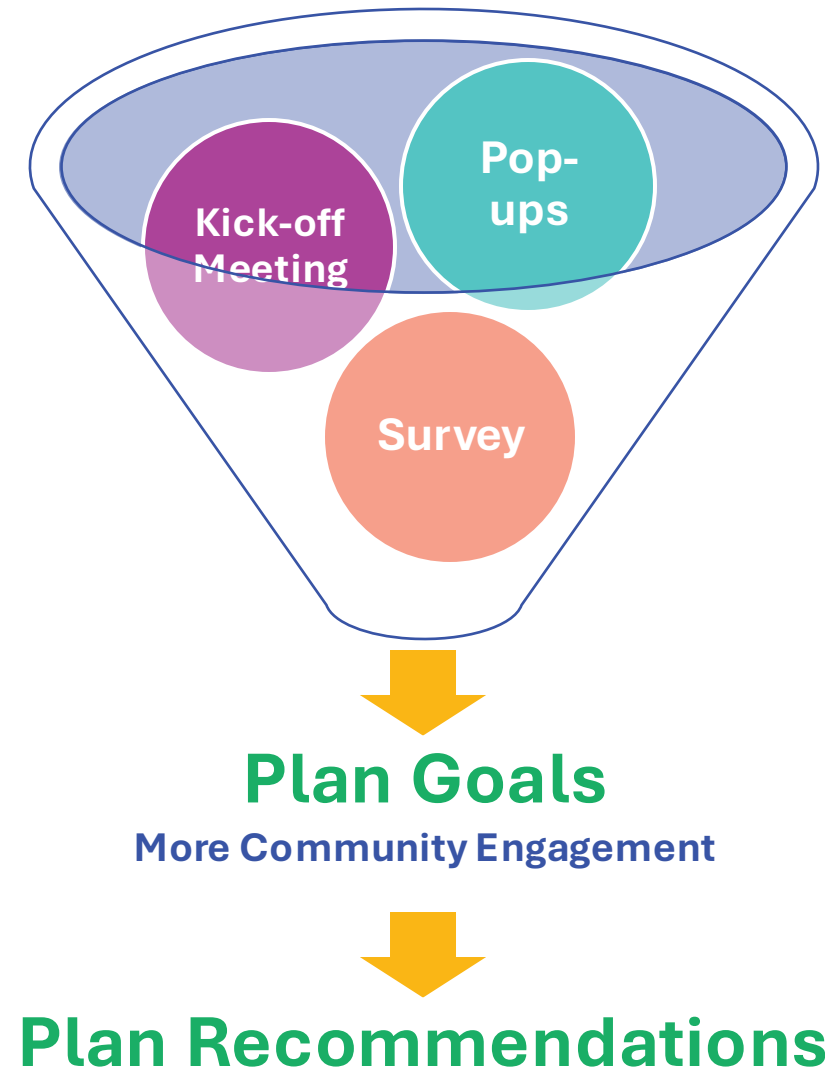 Pop-
ups
Kick-off
Meeting
Survey
Plan Goals
More Community Engagement
Plan Recommendations